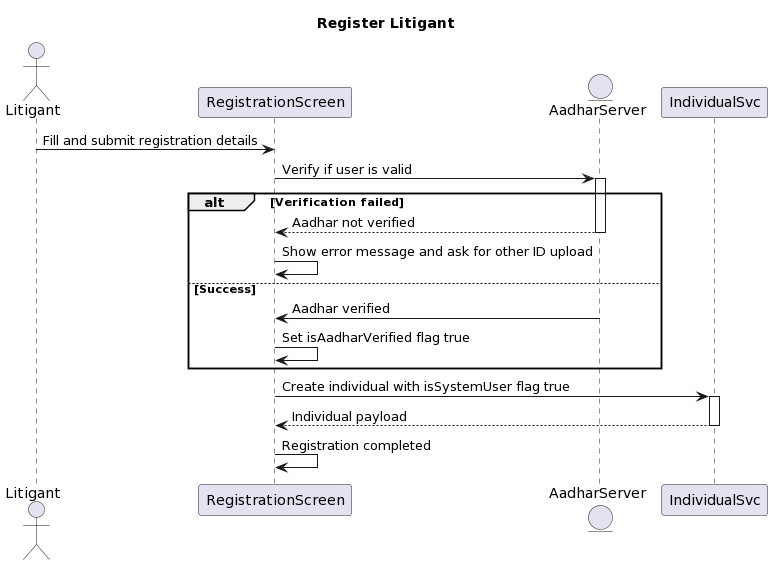 Register Litigant
Litigant
RegistrationScreen
AadharServer
IndividualSvc
Fill and submit registration details
Verify if user is valid
alt
[Verification failed]
Aadhar not verified
Show error message and ask for other ID upload
[Success]
Aadhar verified
Set isAadharVerified flag true
Create individual with isSystemUser flag true
Individual payload
Registration completed
Litigant
RegistrationScreen
AadharServer
IndividualSvc